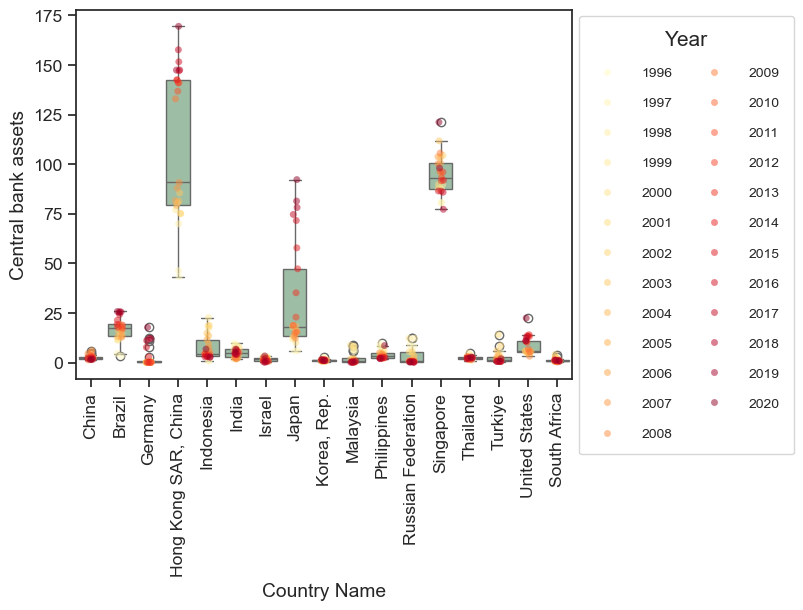 175
150
125
100
75
50
25
0
Central bank assets
China
Brazil
Germany
Hong Kong SAR, China
Indonesia
India
Israel
Japan
Korea, Rep.
Malaysia
Philippines
Russian Federation
Singapore
Thailand
Turkiye
United States
South Africa
Country Name
Year
1996
1997
1998
1999
2000
2001
2002
2003
2004
2005
2006
2007
2008
2009
2010
2011
2012
2013
2014
2015
2016
2017
2018
2019
2020